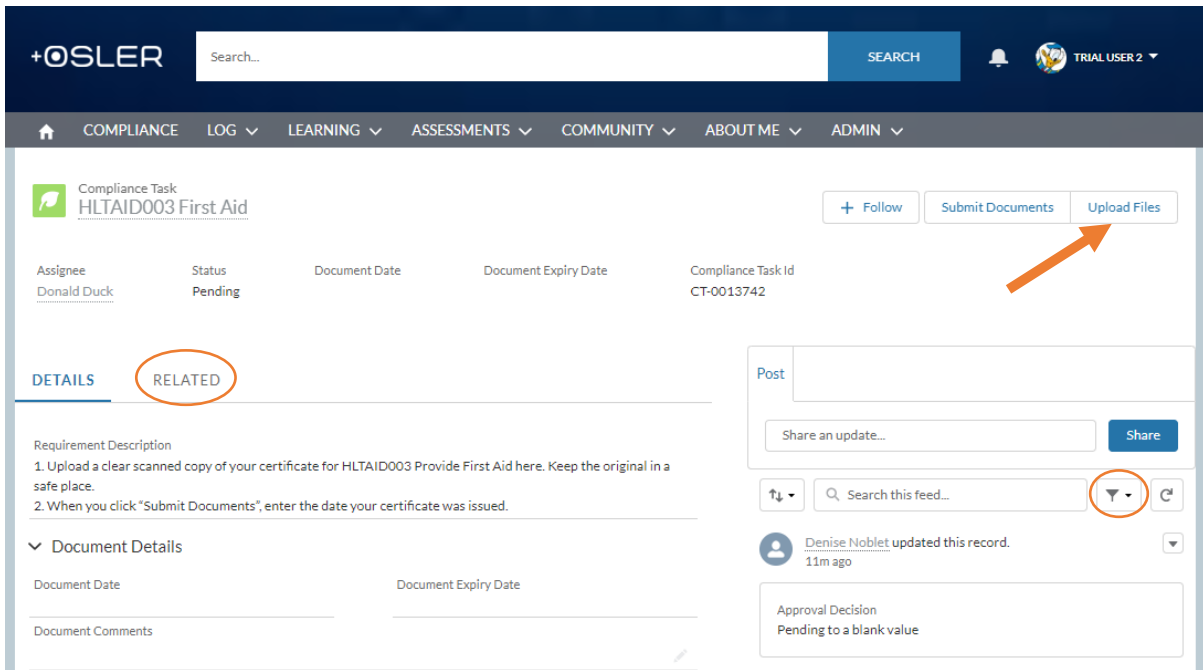 +OSLER
Search...
SEARCH
TRIAL USER 2
COMPLIANCE LOG LEARNING ASSESSMENTS COMMUNITY ABOUT ME ADMIN
Compliance Task
HLTAID003 First Aid
+ Follow Submit Documents Upload Files
Assignee Status Document Date Document Expiry Date Compliance Task Id
Donald Duck Pending CT-0013742
DETAILS RELATED
Requirement Description
1. Upload a clear scanned copy of your certificate for HLTAID003 Provide First Aid here. Keep the original in a
safe place.
2. When you click “Submit Documents”, enter the date your certificate was issued.
Document Details
Document Date Document Expiry Date
Document Comments
Post
Share an update... Share
Search this feed...
Denise Noblet updated this record.
11m ago
Approval Decision
Pending to a blank value